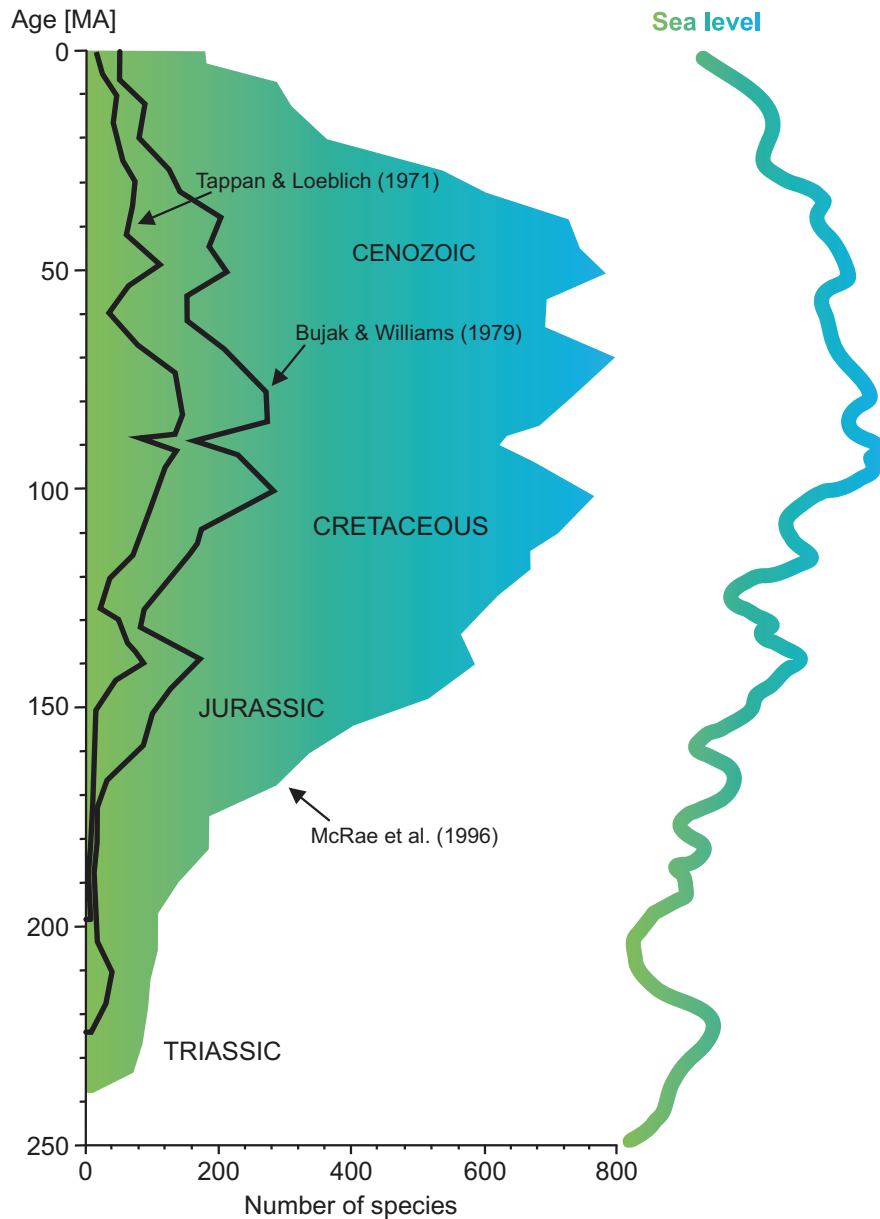 Age [MA]
Sea level
0
Tappan & Loeblich (1971)
CENOZOIC
50
Bujak & Williams (1979)
100
CRETACEOUS
JURASSIC
150
McRae et al. (1996)
200
TRIASSIC
250
0
200
400
600
800
Number of species